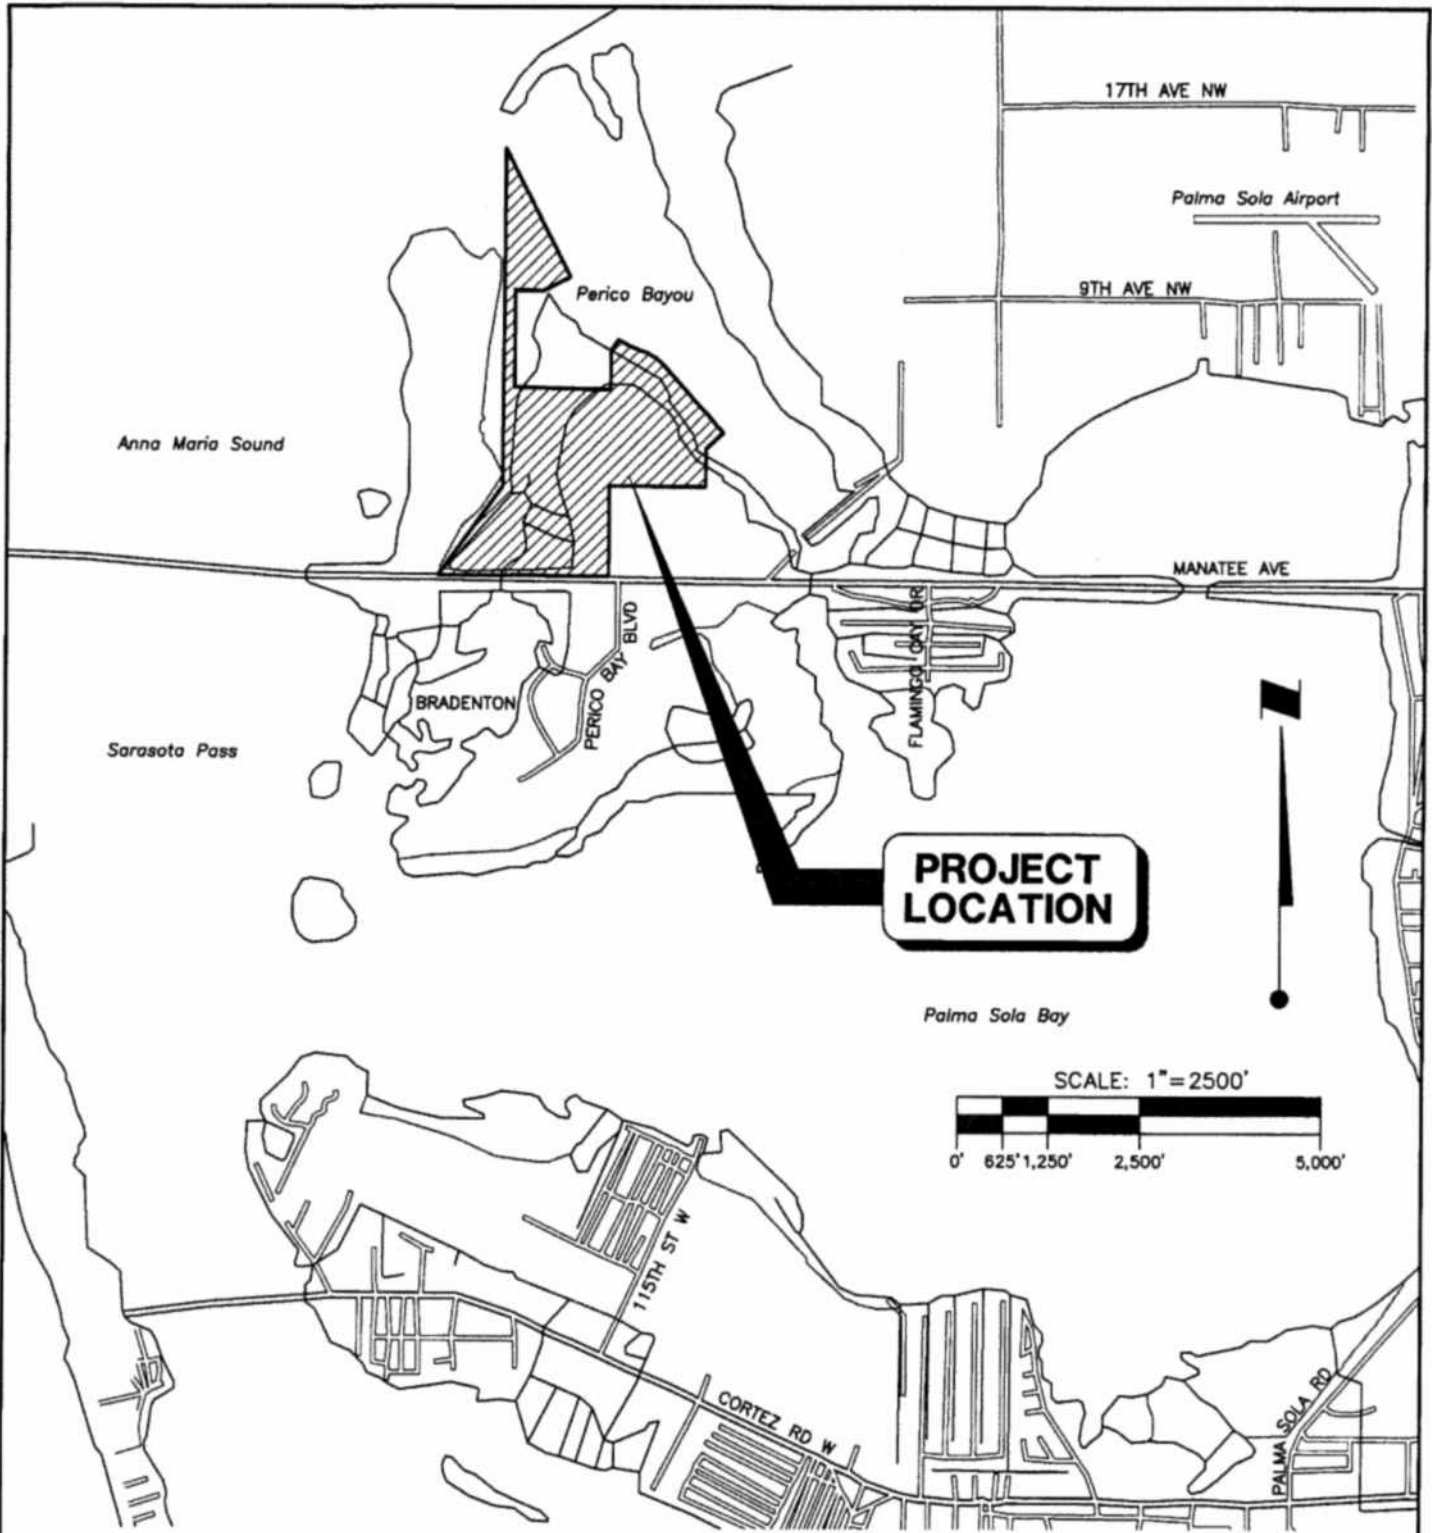 17TH AVE NW
Palma Sola Airport
Perico Bayou
9TH AVE NW
Anna Maria Sound
MANATEE AVE
PERICO BAY BLVD
FLAMINGO CAY DR
BRADENTON
Sarasota Pass
PROJECT
LOCATION
Palma Sola Bay
SCALE: 1"=2500'
0' 625' 1,250' 2,500' 5,000'
115TH ST W
CORTEZ RD W
PALMA SOLA RD